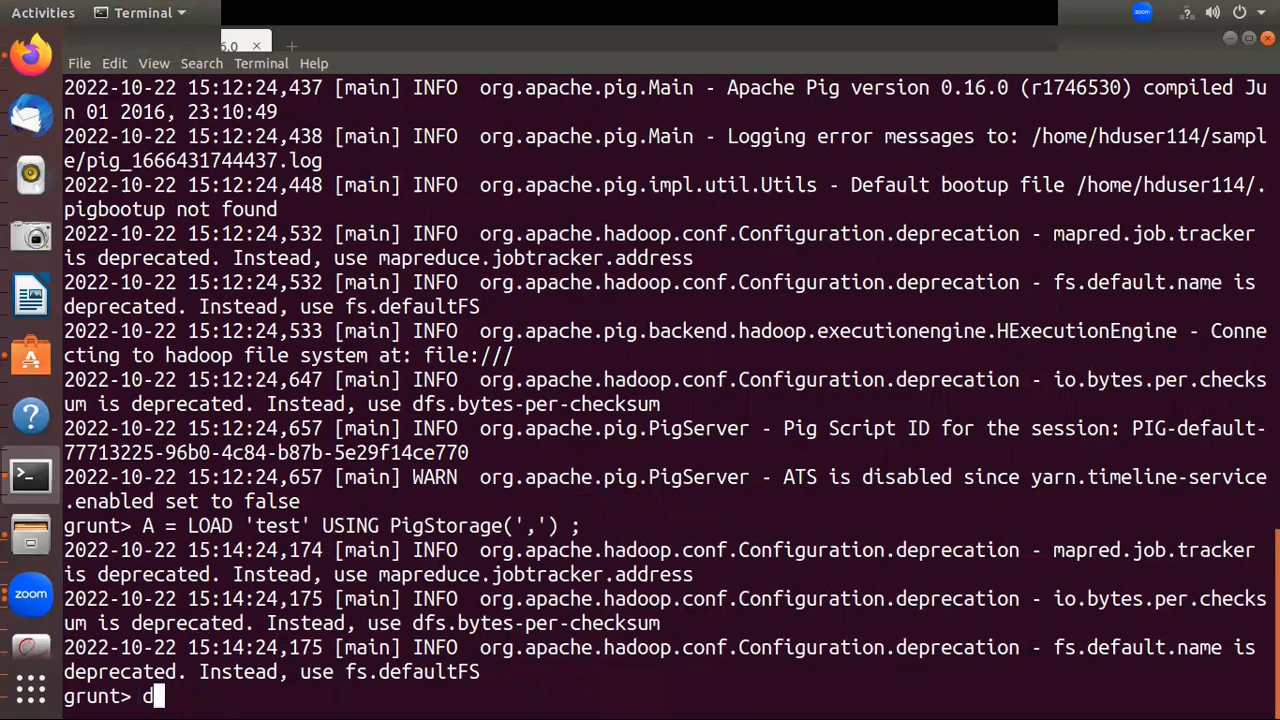 Activities Terminal
zoom
6.0 × +
File Edit View Search Terminal Help
2022-10-22 15:12:24,437 [main] INFO  org.apache.pig.Main - Apache Pig version 0.16.0 (r1746530) compiled Ju
n 01 2016, 23:10:49
2022-10-22 15:12:24,438 [main] INFO  org.apache.pig.Main - Logging error messages to: /home/hduser114/sampl
e/pig_1666431744437.log
2022-10-22 15:12:24,448 [main] INFO  org.apache.pig.impl.util.Utils - Default bootup file /home/hduser114/.
pigbootup not found
2022-10-22 15:12:24,532 [main] INFO  org.apache.hadoop.conf.Configuration.deprecation - mapred.job.tracker
is deprecated. Instead, use mapreduce.jobtracker.address
2022-10-22 15:12:24,532 [main] INFO  org.apache.hadoop.conf.Configuration.deprecation - fs.default.name is
deprecated. Instead, use fs.defaultFS
2022-10-22 15:12:24,533 [main] INFO  org.apache.pig.backend.hadoop.executionengine.HExecutionEngine - Conne
cting to hadoop file system at: file:///
2022-10-22 15:12:24,647 [main] INFO  org.apache.hadoop.conf.Configuration.deprecation - io.bytes.per.checks
um is deprecated. Instead, use dfs.bytes-per-checksum
2022-10-22 15:12:24,657 [main] INFO  org.apache.pig.PigServer - Pig Script ID for the session: PIG-default-
77713225-96b0-4c84-b87b-5e29f14ce770
2022-10-22 15:12:24,657 [main] WARN  org.apache.pig.PigServer - ATS is disabled since yarn.timeline-service
.enabled set to false
grunt> A = LOAD 'test' USING PigStorage(',') ;
2022-10-22 15:14:24,174 [main] INFO  org.apache.hadoop.conf.Configuration.deprecation - mapred.job.tracker
is deprecated. Instead, use mapreduce.jobtracker.address
2022-10-22 15:14:24,175 [main] INFO  org.apache.hadoop.conf.Configuration.deprecation - io.bytes.per.checks
um is deprecated. Instead, use dfs.bytes-per-checksum
2022-10-22 15:14:24,175 [main] INFO  org.apache.hadoop.conf.Configuration.deprecation - fs.default.name is
deprecated. Instead, use fs.defaultFS
grunt> d
zoom